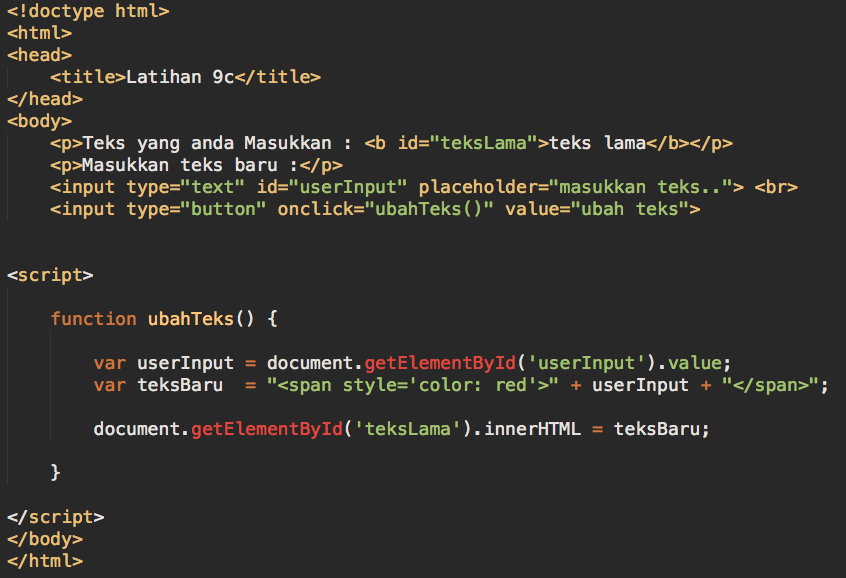 <!doctype html>
<html>
<head>
    <title>Latihan 9c</title>
</head>
<body>
    <p>Teks yang anda Masukkan : <b id="teksLama">teks lama</b></p>
    <p>Masukkan teks baru :</p>
    <input type="text" id="userInput" placeholder="masukkan teks.."> <br>
    <input type="button" onclick="ubahTeks()" value="ubah teks">
<script>
    function ubahTeks() {
        var userInput = document.getElementById('userInput').value;
        var teksBaru  = "<span style='color: red'>" + userInput + "</span>";
        document.getElementById('teksLama').innerHTML = teksBaru;
    }
</script>
</body>
</html>